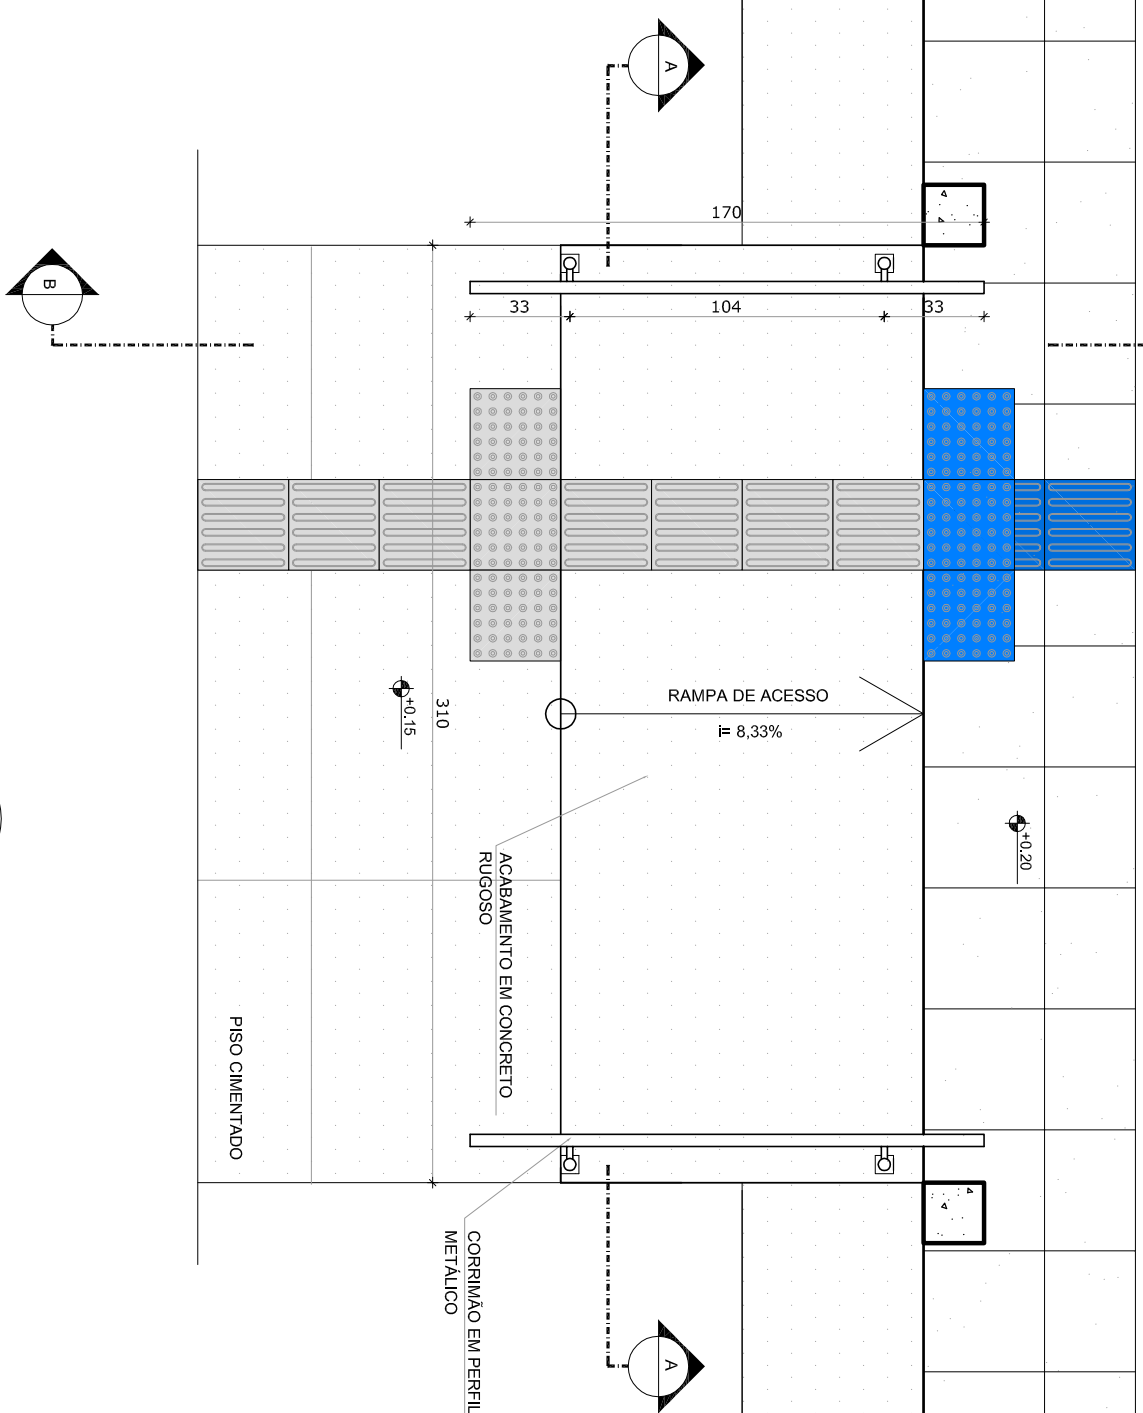 A
170
B
33
104
33
RAMPA DE ACESSO
i= 8,33%
+0.15
310
+0.20
ACABAMENTO EM CONCRETO
RUGOSO
PISO CIMENTADO
CORRIMÃO EM PERFIL
METÁLICO
A